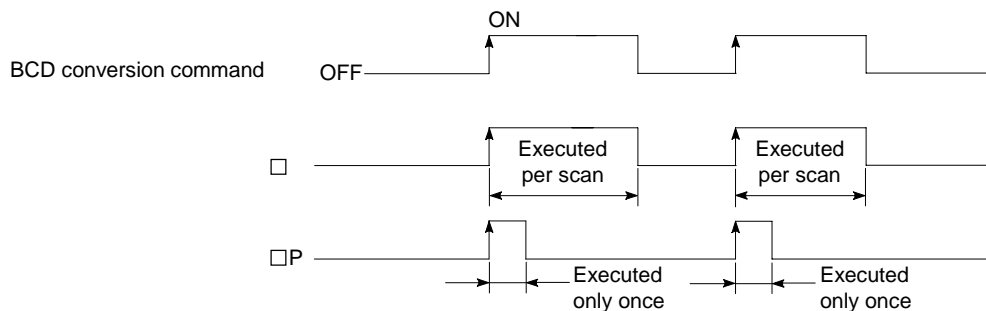 ON
BCD conversion command
OFF
Executed
per scan
Executed
per scan
□
□P
Executed
only once
Executed
only once